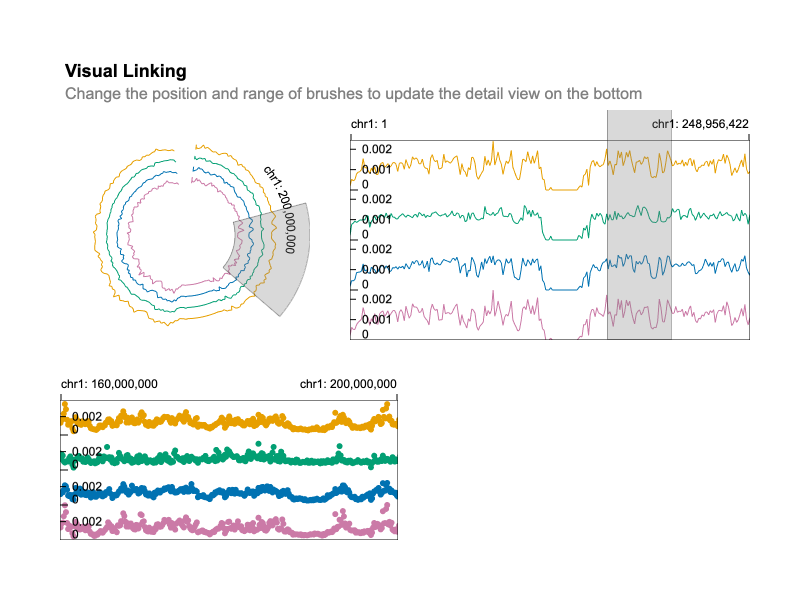 Visual Linking
Change the position and range of brushes to update the detail view on the bottom
chr1: 1
chr1: 248,956,422
0.002
0.001
0
0.002
0.001
0
0.002
0.001
0
0.002
0.001
0
chr1: 200,000,000
chr1: 160,000,000
chr1: 200,000,000
0.002
0
0.002
0
0.002
0
0.002
0